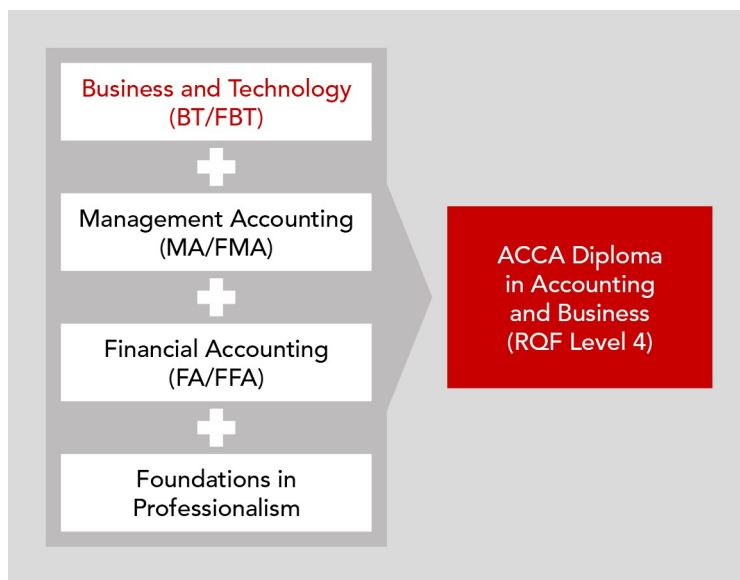 Business and Technology
(BT/FBT)
Management Accounting
(MA/FMA)
Financial Accounting
(FA/FFA)
Foundations in
Professionalism
ACCA Diploma
in Accounting
and Business
(RQF Level 4)